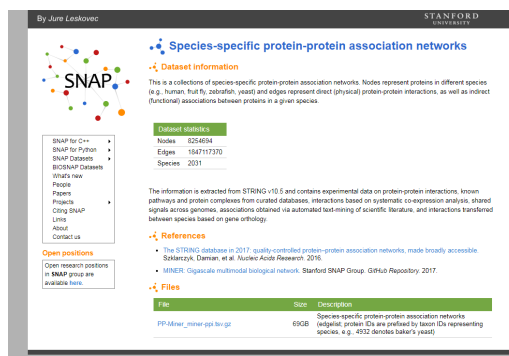 By Jure Leskovec
STANFORD
UNIVERSITY
SNAP
SNAP for C++
SNAP for Python
SNAP Datasets
BIOSNAP Datasets
What's new
People
Papers
Projects
Citing SNAP
Links
About
Contact us
Open positions
Open research positions
in SNAP group are
available here.
Species-specific protein-protein association networks
Dataset information
This is a collections of species-specific protein-protein association networks. Nodes represent proteins in different species
(e.g., human, fruit fly, zebrafish, yeast) and edges represent direct (physical) protein-protein interactions, as well as indirect
(functional) associations between proteins in a given species.
Dataset statistics
Nodes 8254694
Edges 1847117370
Species 2031
The information is extracted from STRING v10.5 and contains experimental data on protein-protein interactions, known
pathways and protein complexes from curated databases, interactions based on systematic co-expression analysis, shared
signals across genomes, associations obtained via automated text-mining of scientific literature, and interactions transferred
between species based on gene orthology.
References
• The STRING database in 2017: quality-controlled protein–protein association networks, made broadly accessible.
Szklarczyk, Damian, et al. Nucleic Acids Research. 2016.
• MINER: Gigascale multimodal biological network. Stanford SNAP Group. GitHub Repository. 2017.
Files
File Size Description
PP-Miner_miner-ppi.tsv.gz 69GB Species-specific protein-protein association networks
(edgelist; protein IDs are prefixed by taxon IDs representing
species, e.g., 4932 denotes baker's yeast)